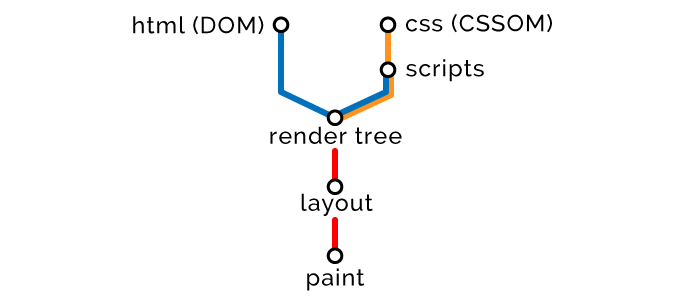 html (DOM)
css (CSSOM)
scripts
render tree
layout
paint